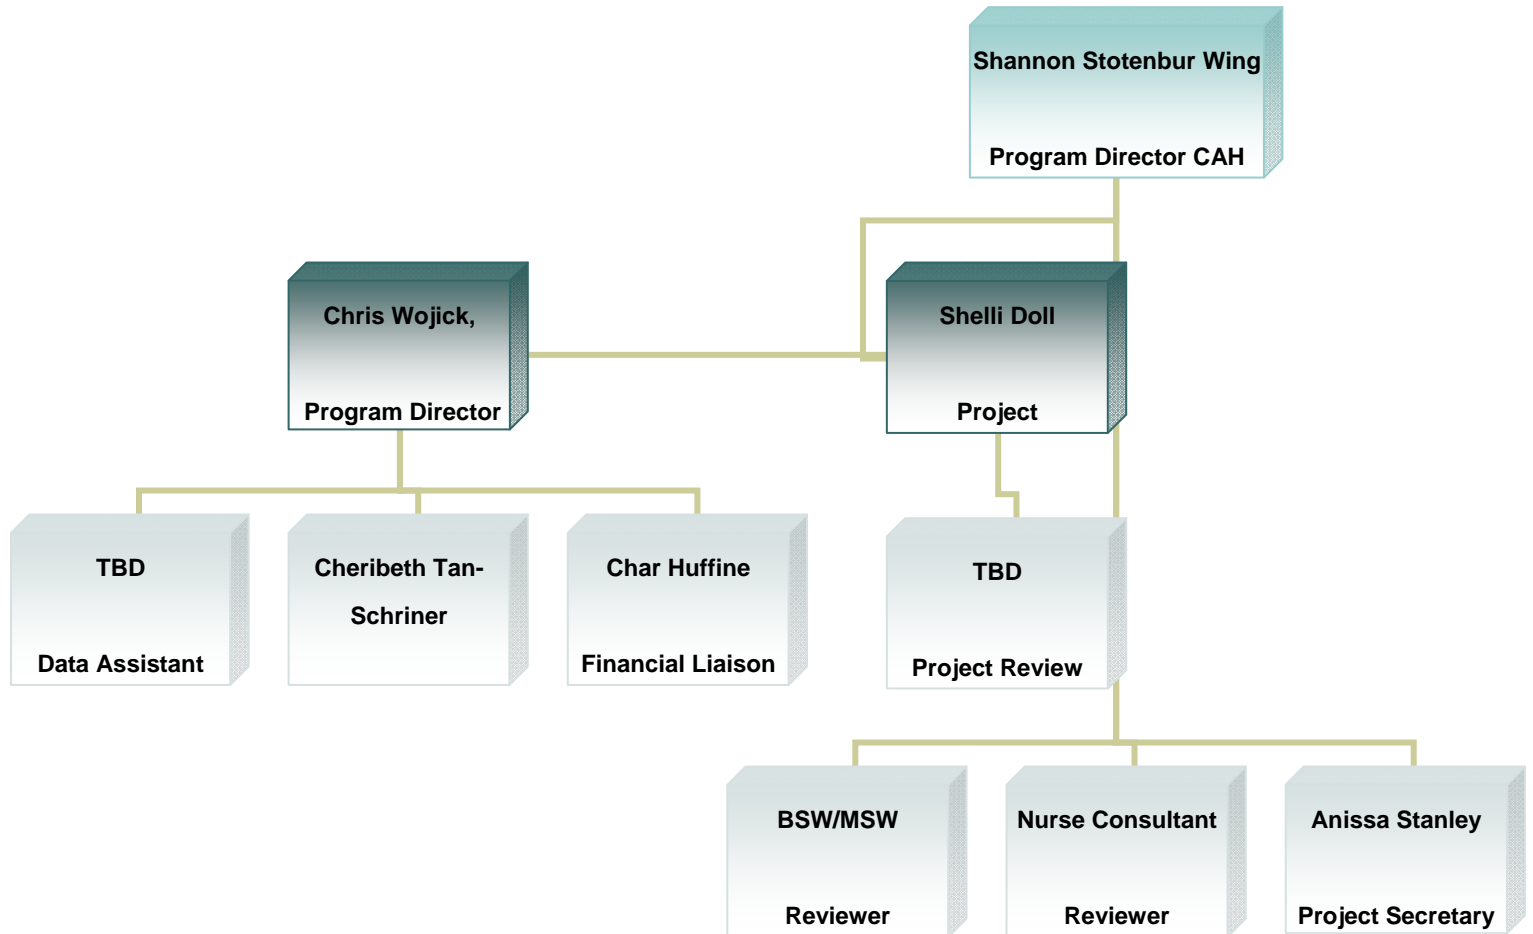 Shannon Stotenbur Wing
Program Director CAH
Chris Wojick,
Program Director
Shelli Doll
Project
TBD
Data Assistant
Cheribeth Tan-
Schriner
Char Huffine
Financial Liaison
TBD
Project Review
BSW/MSW
Reviewer
Nurse Consultant
Reviewer
Anissa Stanley
Project Secretary